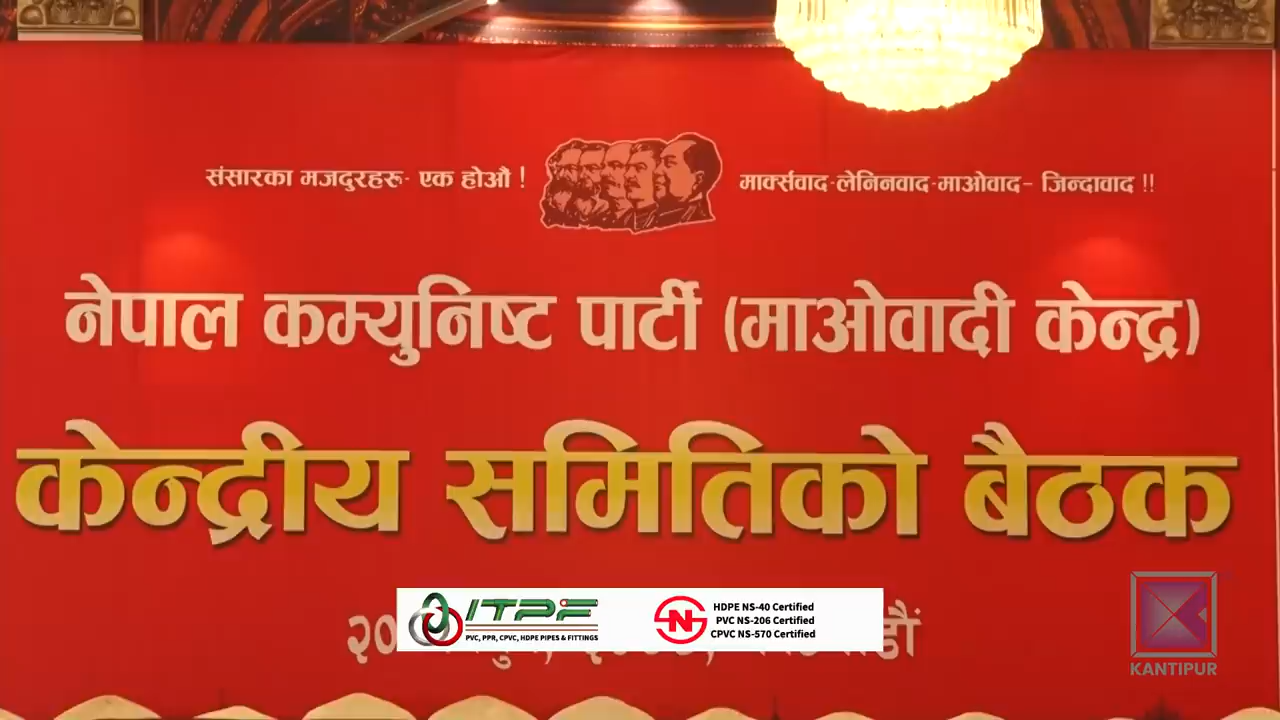 संसारका मजदुरहरु- एक होऔ !
मार्क्सवाद-लेनिनवाद-माओवाद- जिन्दावाद !!
नेपाल कम्युनिष्ट पार्टी (माओवादी केन्द्र)
केन्द्रीय समितिको बैठक
ITPF
PVC, PPR, CPVC, HDPE PIPES & FITTINGS
NS
HDPE NS-40 Certified
PVC NS-206 Certified
CPVC NS-570 Certified
KANTIPUR